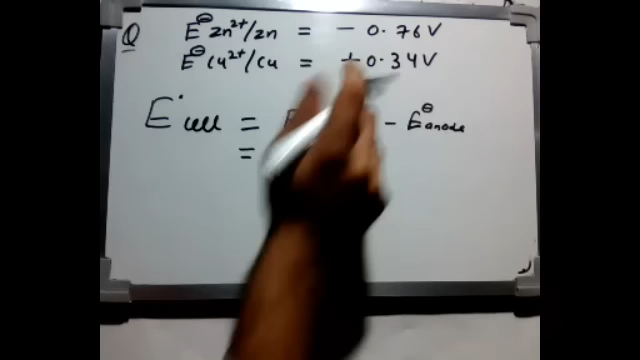 Q E⊖ Zn²⁺/Zn = - 0.76V
E⊖ Cu²⁺/Cu = + 0.34V
E°cell = E - E⊖anode
=